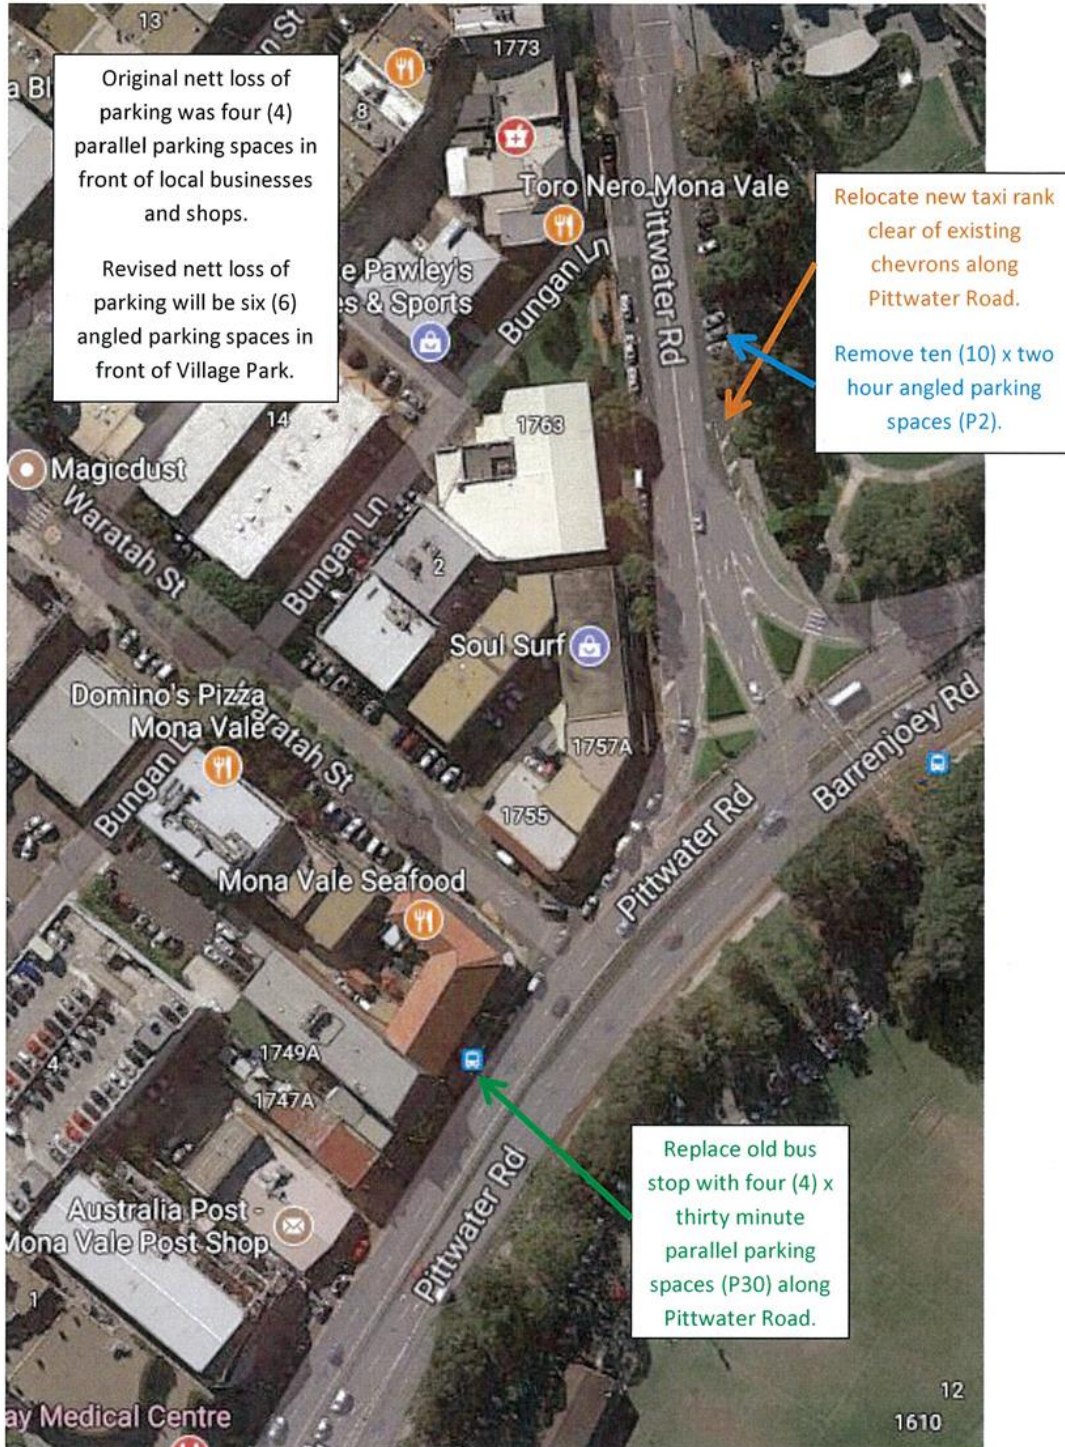 13
1773
Original nett loss of
parking was four (4)
parallel parking spaces in
front of local businesses
and shops.
Revised nett loss of
parking will be six (6)
angled parking spaces in
front of Village Park.
8
Toro Nero Mona Vale
Pittwater Rd
Relocate new taxi rank
clear of existing
chevrons along
Pittwater Road.
Remove ten (10) x two
hour angled parking
spaces (P2).
Pawley's
& Sports
Bungan Ln
Pittwater Rd
14
1763
Magicdust
Waratah St
Bungan Ln
2
Soul Surf
Domino's Pizza
Mona Vale
Waratah St
Bungan L
1757A
1755
Barrenjoey Rd
Pittwater Rd
Mona Vale Seafood
4
1749A
1747A
Replace old bus
stop with four (4) x
thirty minute
parallel parking
spaces (P30) along
Pittwater Road.
Pittwater Rd
Australia Post -
Mona Vale Post Shop
1
12
1610
ay Medical Centre